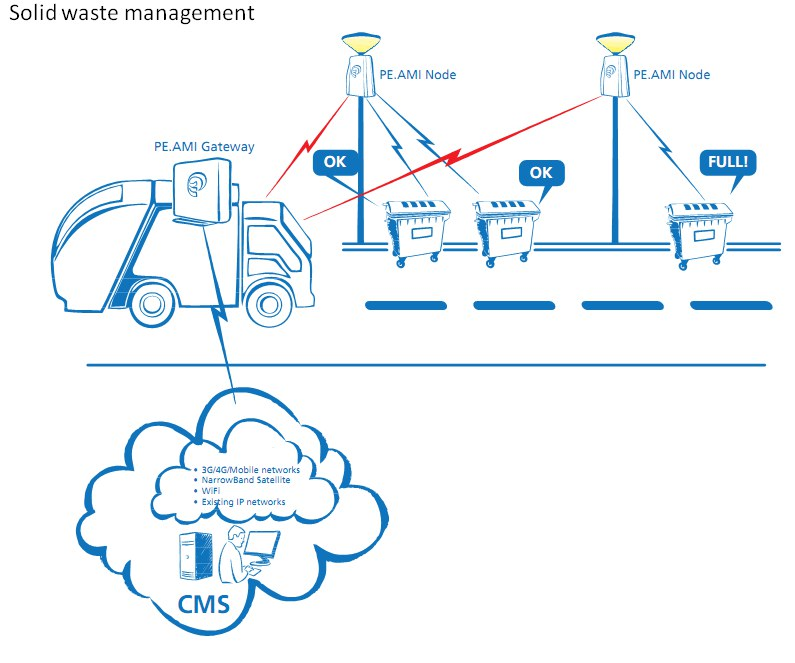 Solid waste management
PE.AMI Node
PE.AMI Node
PE.AMI Gateway
OK
OK
FULL!
• 3G/4G/Mobile networks
• NarrowBand Satellite
• WiFi
• Existing IP networks
CMS